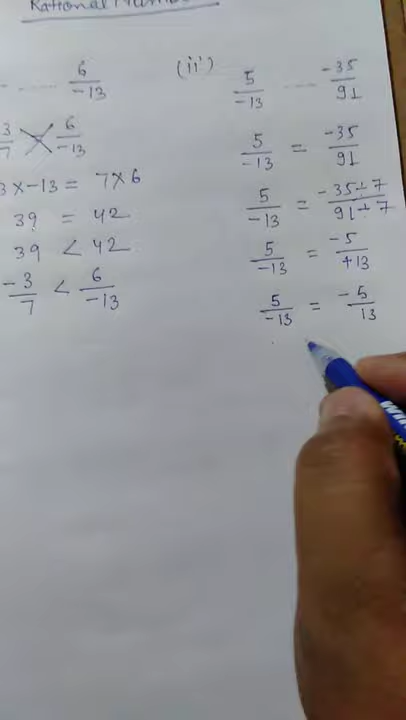 Rational Number
..... 6/-13
3/7 6/-13
3 × -13 = 7 × 6
39 = 42
39 < 42
-3/7 < 6/-13
(ii) 5/-13 ..... -35/91
5/-13 = -35/91
5/-13 = -35÷7/91÷7
5/-13 = -5/+13
5/-13 = -5/13